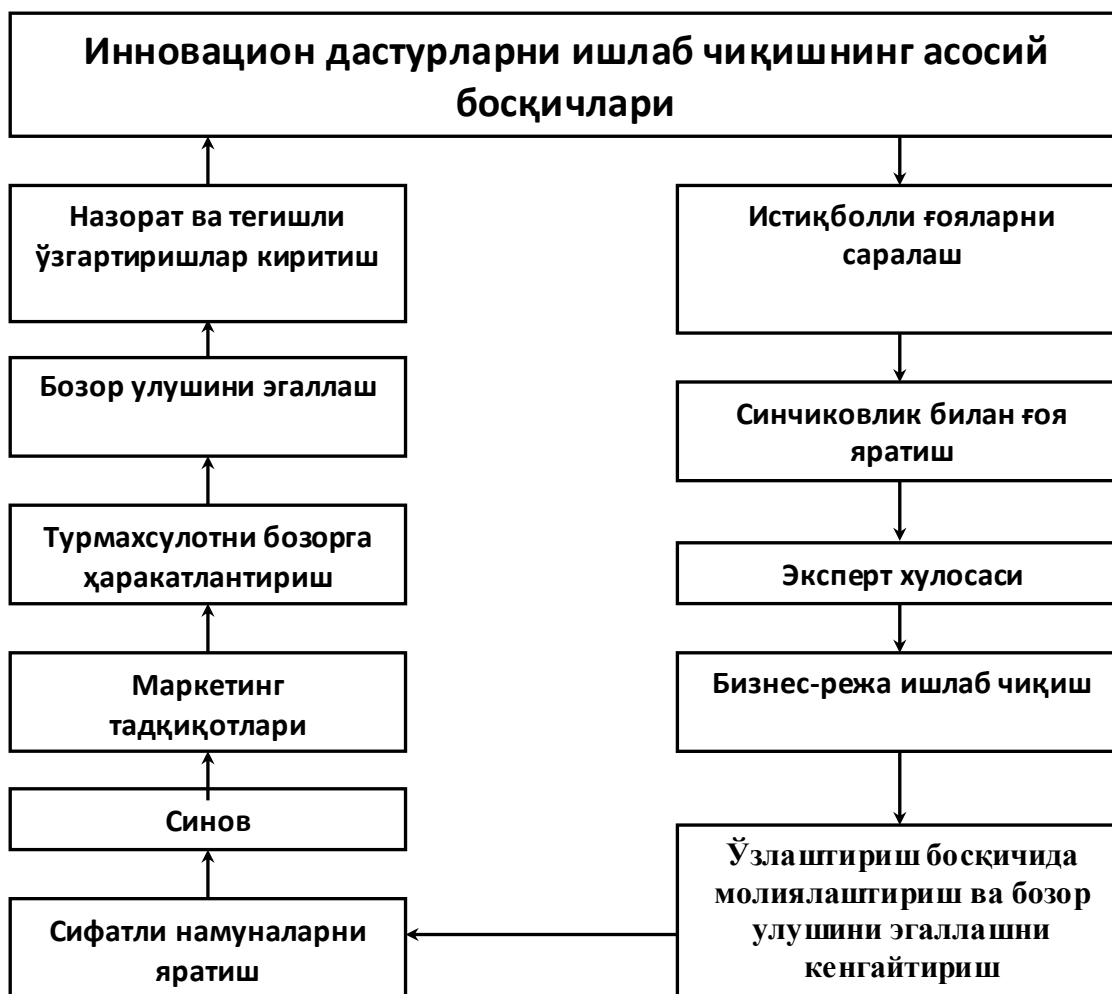 Инновацион дастурларни ишлаб чиқишнинг асосий
босқичлари
Истиқболли ғояларни
саралаш
Синчиковлик билан ғоя
яратиш
Эксперт хулосаси
Бизнес-режа ишлаб чиқиш
Ўзлаштириш босқичида
молиялаштириш ва бозор
улушини эгаллашни
кенгайтириш
Сифатли намуналарни
яратиш
Синов
Маркетинг
тадқиқотлари
Турмахсулотни бозорга
ҳаракатлантириш
Бозор улушини эгаллаш
Назорат ва тегишли
ўзгартиришлар киритиш